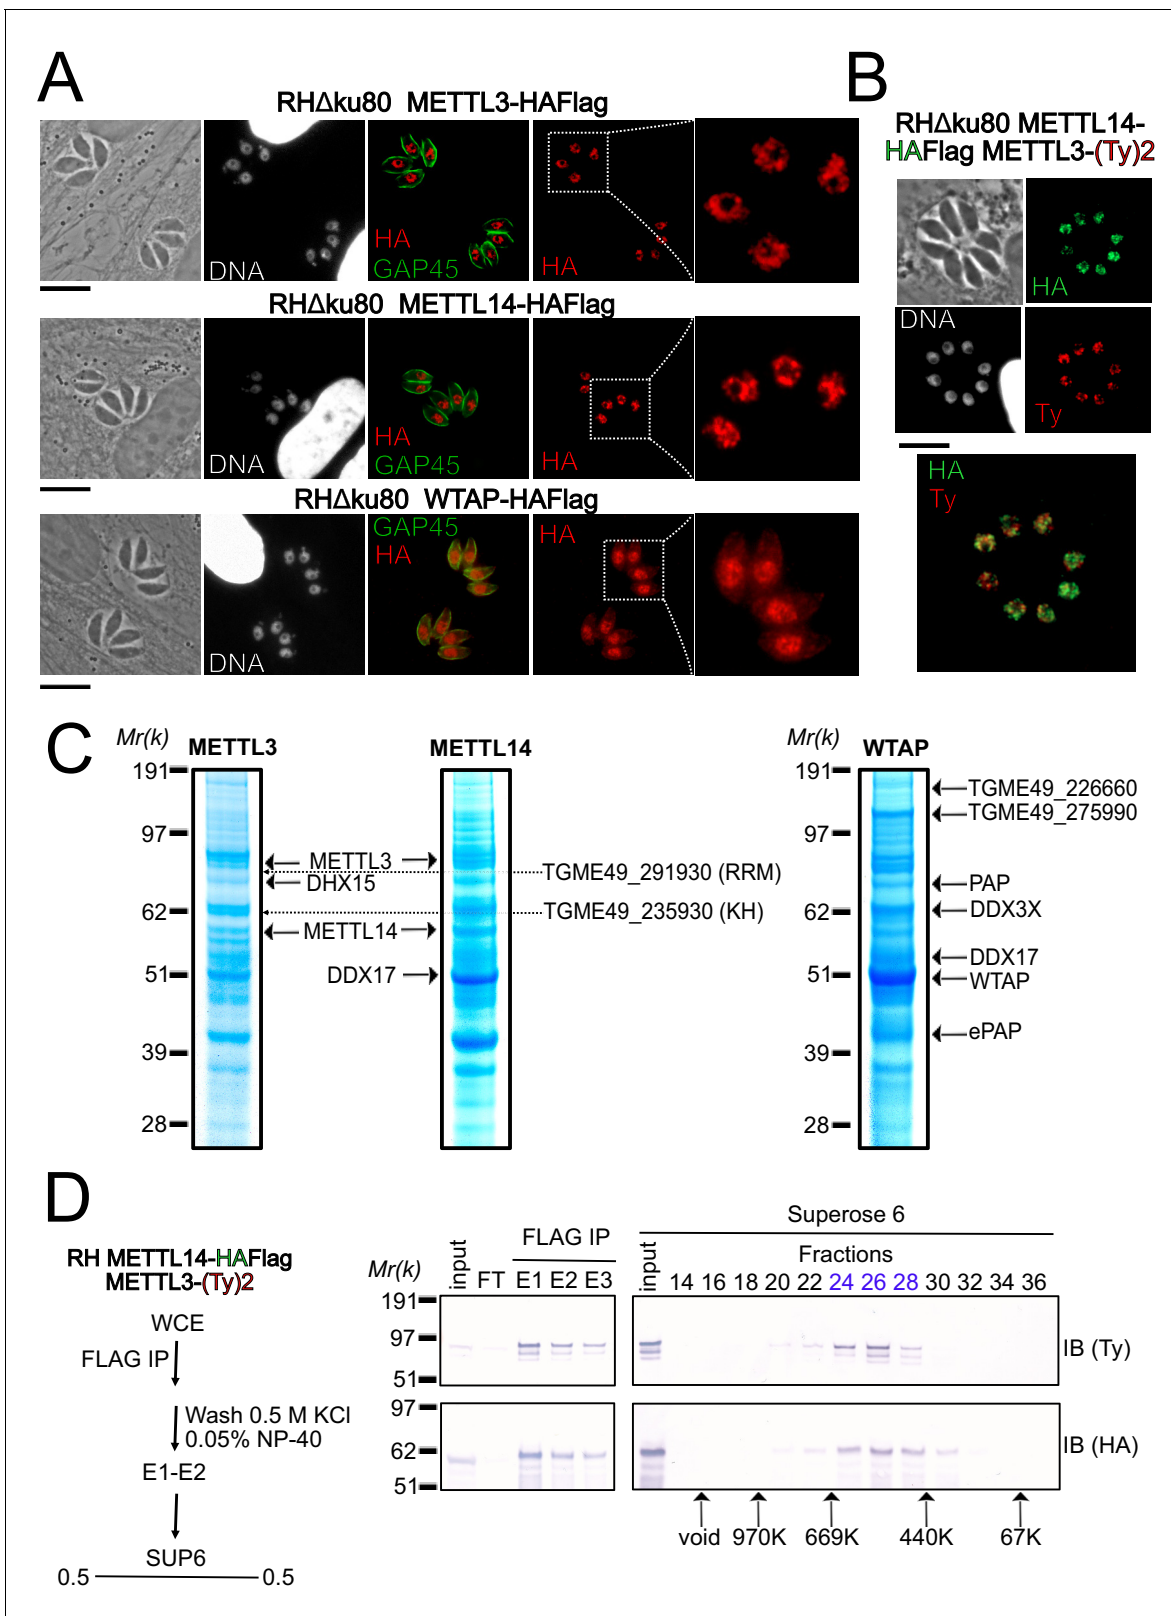 A
RHΔku80 METTL3-HAFlag
DNA
HA
GAP45
HA
RHΔku80 METTL14-HAFlag
DNA
HA
GAP45
HA
RHΔku80 WTAP-HAFlag
DNA
GAP45
HA
HA
B
RHΔku80 METTL14-
HAFlag METTL3-(Ty)2
HA
DNA
Ty
HA
Ty
C
Mr(k)
METTL3
METTL14
191
97
62
51
39
28
METTL3
DHX15
METTL14
DDX17
TGME49_291930 (RRM)
TGME49_235930 (KH)
Mr(k)
WTAP
191
97
62
51
39
28
TGME49_226660
TGME49_275990
PAP
DDX3X
DDX17
WTAP
ePAP
D
RH METTL14-HAFlag
METTL3-(Ty)2
WCE
FLAG IP
Wash 0.5 M KCl
0.05% NP-40
E1-E2
SUP6
0.5 0.5
Mr(k)
input
FT
FLAG IP
E1 E2 E3
191
97
51
97
62
51
Superose 6
Fractions
input
14 16 18 20 22 24 26 28 30 32 34 36
IB (Ty)
IB (HA)
void 970K 669K 440K 67K